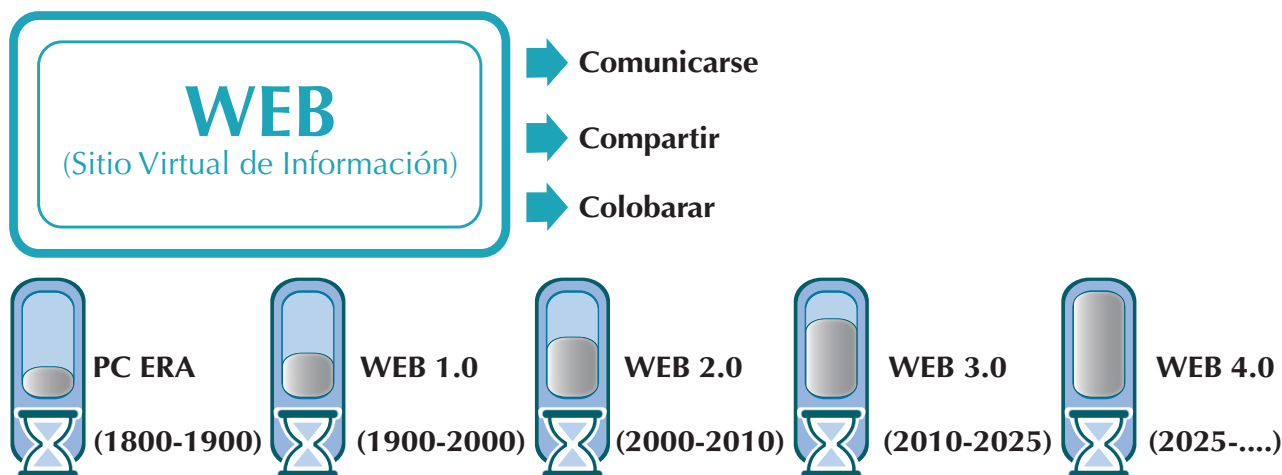 WEB
(Sitio Virtual de Información)
Comunicarse
Compartir
Colobarar
PC ERA
(1800-1900)
WEB 1.0
(1900-2000)
WEB 2.0
(2000-2010)
WEB 3.0
(2010-2025)
WEB 4.0
(2025-....)